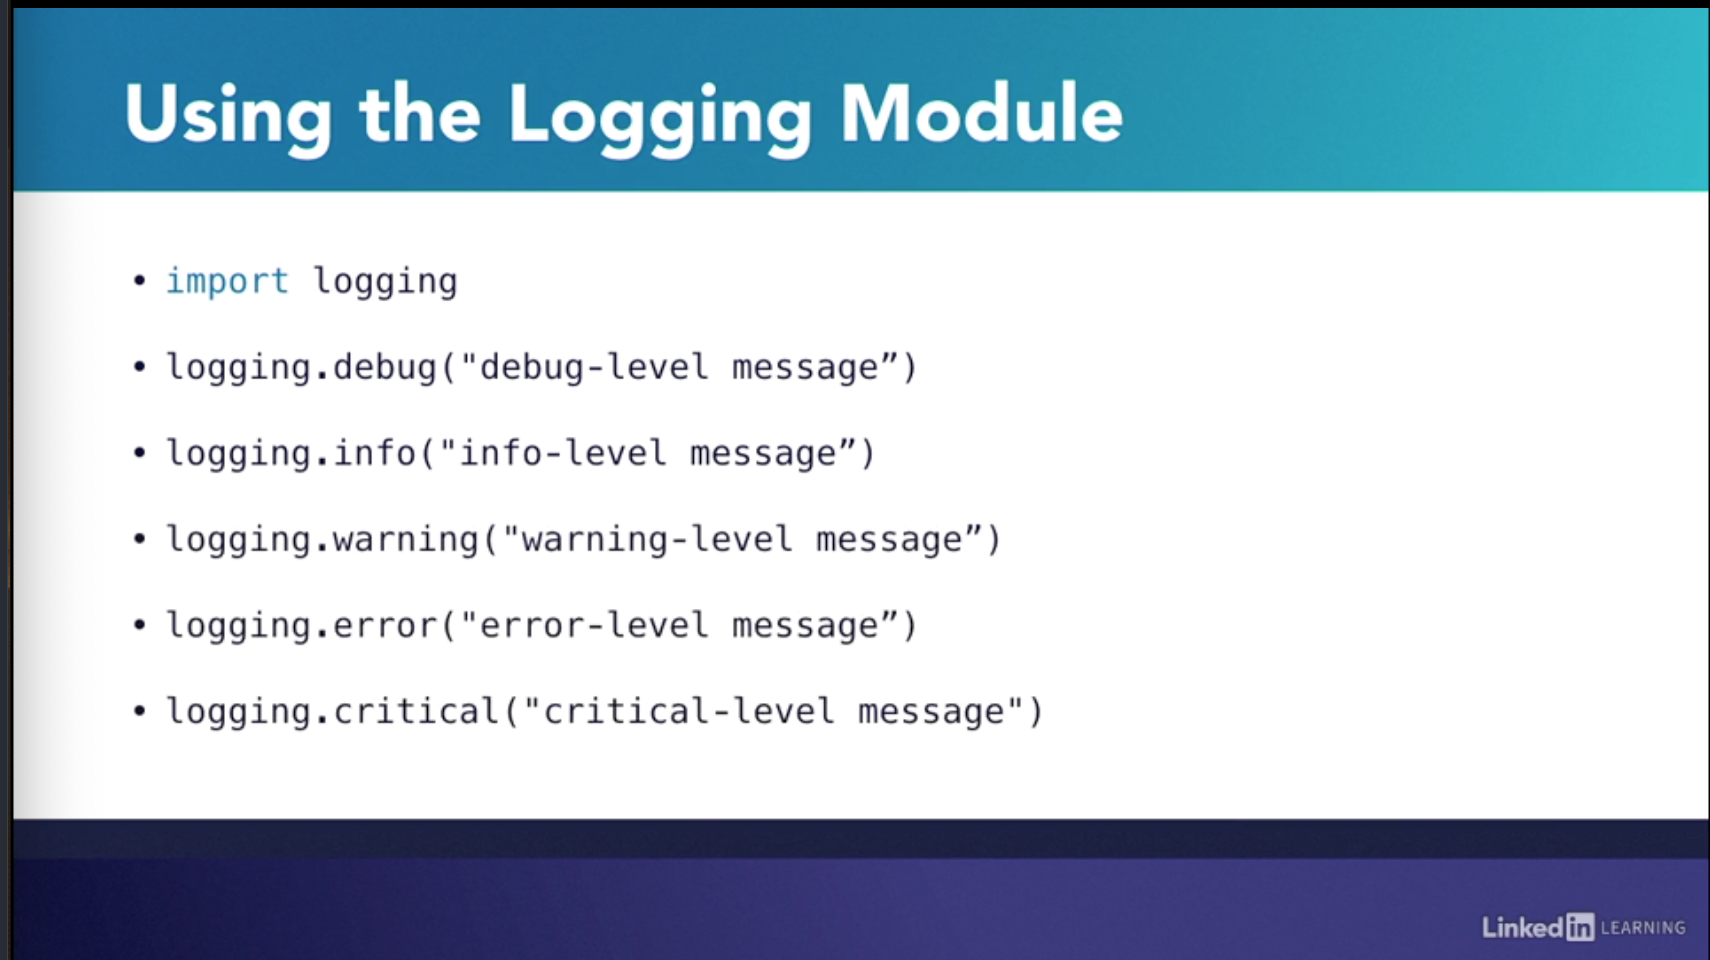 Using the Logging Module
• import logging
• logging.debug("debug-level message”)
• logging.info("info-level message”)
• logging.warning("warning-level message”)
• logging.error("error-level message”)
• logging.critical("critical-level message")
Linked in LEARNING